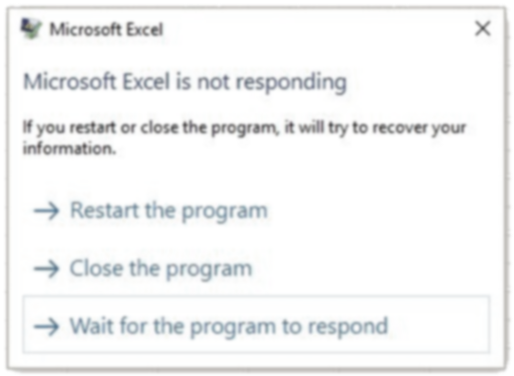 Microsoft Excel
Microsoft Excel is not responding
If you restart or close the program, it will try to recover your
information.
Restart the program
Close the program
Wait for the program to respond